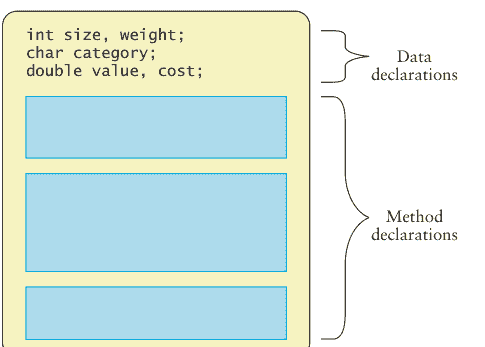 int size, weight;
char category;
double value, cost;
Data
declarations
Method
declarations